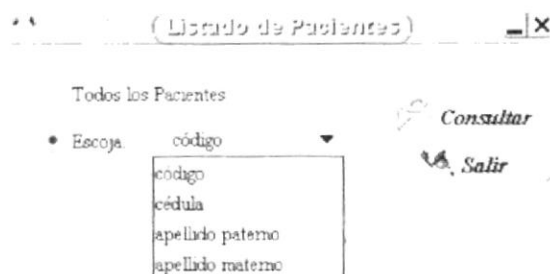 Listado de Pacientes
Todos los Pacientes
Escoja código
código
cédula
apellido paterno
apellido materno
Consultar
Salir